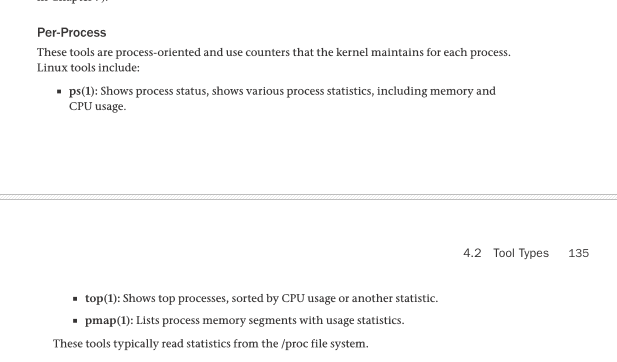 Per-Process
These tools are process-oriented and use counters that the kernel maintains for each process.
Linux tools include:
■ ps(1): Shows process status, shows various process statistics, including memory and
CPU usage.
4.2 Tool Types 135
■ top(1): Shows top processes, sorted by CPU usage or another statistic.
■ pmap(1): Lists process memory segments with usage statistics.
These tools typically read statistics from the /proc file system.